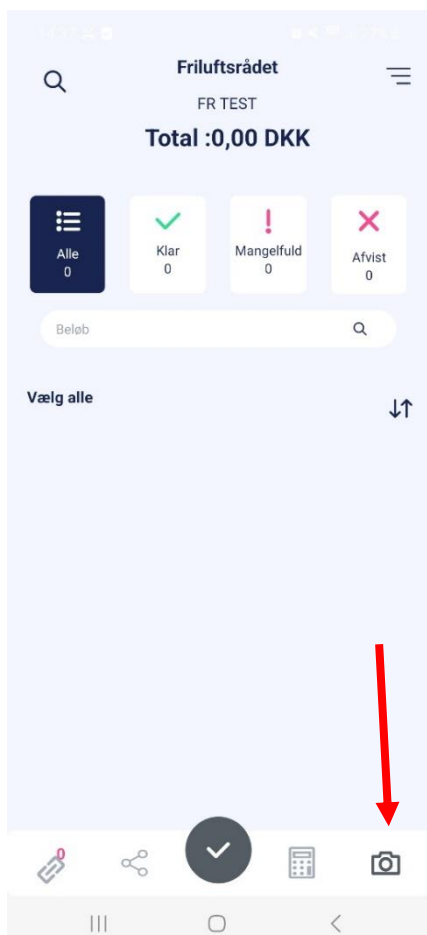 Friluftsrådet
FR TEST
Total :0,00 DKK
Alle
0
Klar
0
Mangelfuld
0
Afvist
0
Beløb
Vælg alle
0